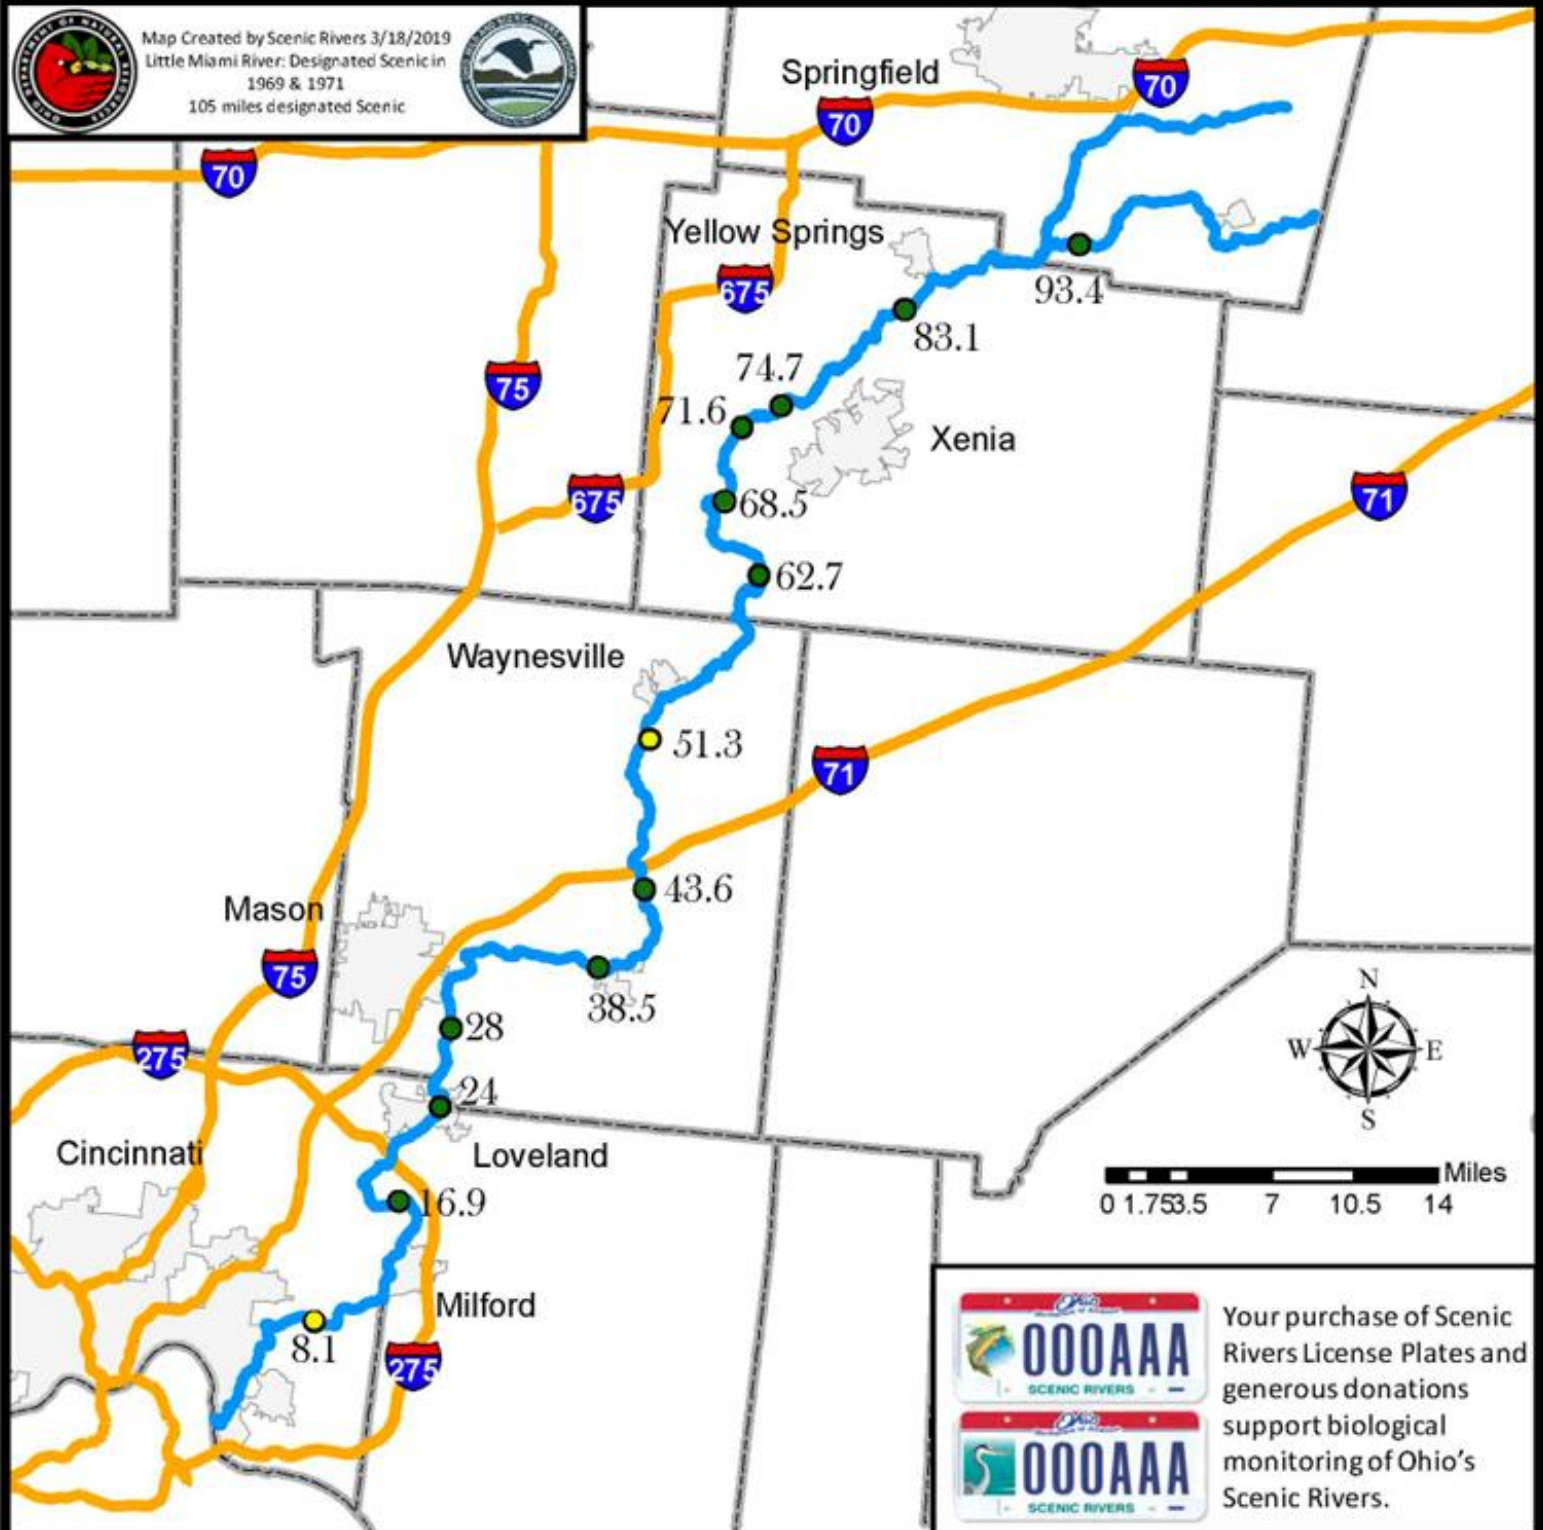 Map Created by Scenic Rivers 3/18/2019
Little Miami River: Designated Scenic in
1969 & 1971
105 miles designated Scenic
Springfield
70
70
70
Yellow Springs
675
93.4
83.1
74.7
75
71.6
Xenia
71
675
68.5
62.7
Waynesville
51.3
71
43.6
Mason
75
38.5
28
N
W
E
S
275
24
Cincinnati
Loveland
16.9
Miles
0 1.75 3.5 7 10.5 14
Milford
8.1
275
Ohio
000AAA
SCENIC RIVERS
Ohio
000AAA
SCENIC RIVERS
Your purchase of Scenic
Rivers License Plates and
generous donations
support biological
monitoring of Ohio's
Scenic Rivers.